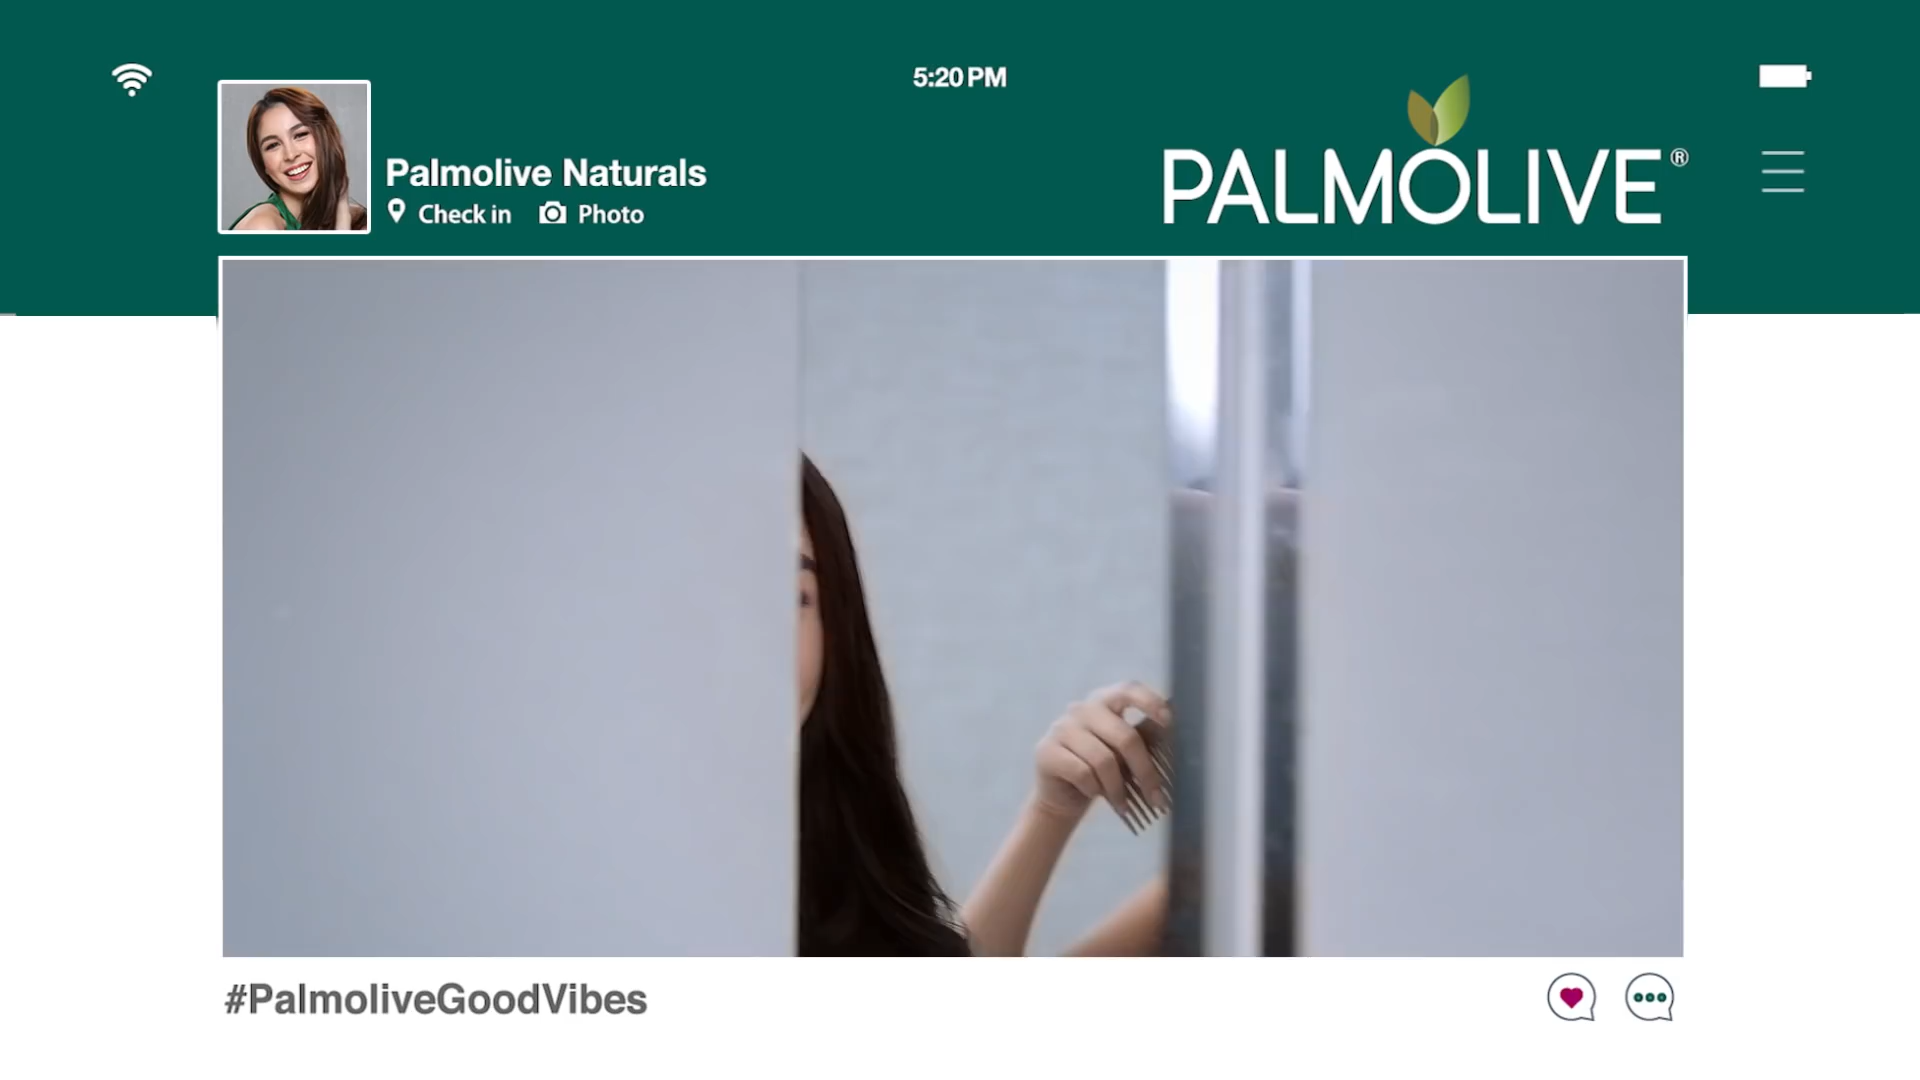 5:20 PM
Palmolive Naturals
Check in Photo
PALMOLIVE®
#PalmoliveGoodVibes